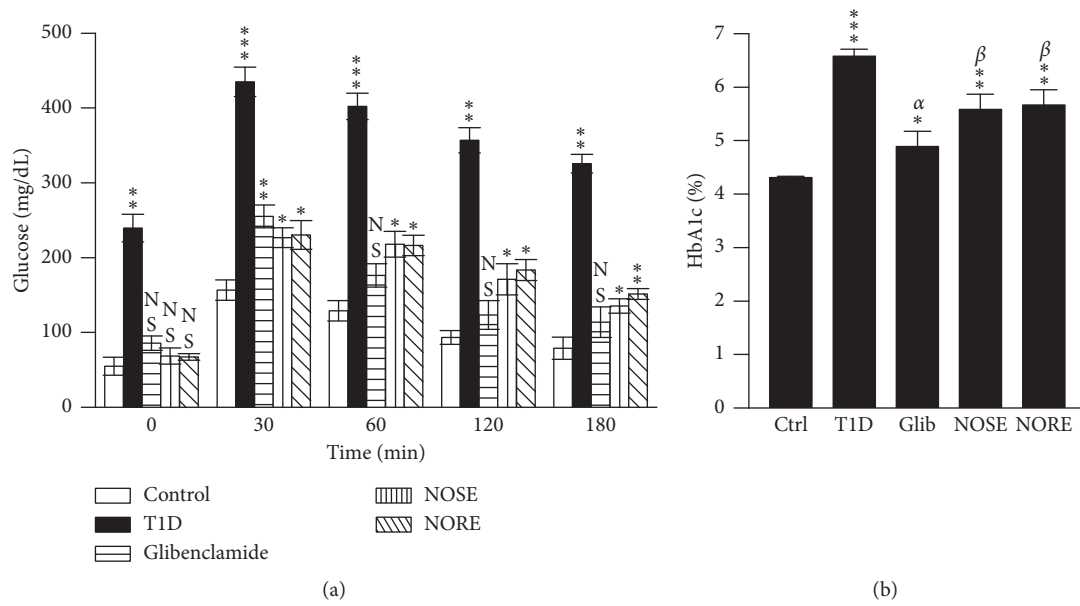 500
400
300
200
100
0
Glucose (mg/dL)
**
NS
NS
NS
***
**
*
*
***
NS
*
*
**
NS
*
*
**
NS
*
**
0 30 60 120 180
Time (min)
Control
T1D
Glibenclamide
NOSE
NORE
(a)
7
6
5
4
3
2
1
0
HbA1c (%)
***
α
*
β
**
β
**
Ctrl T1D Glib NOSE NORE
(b)